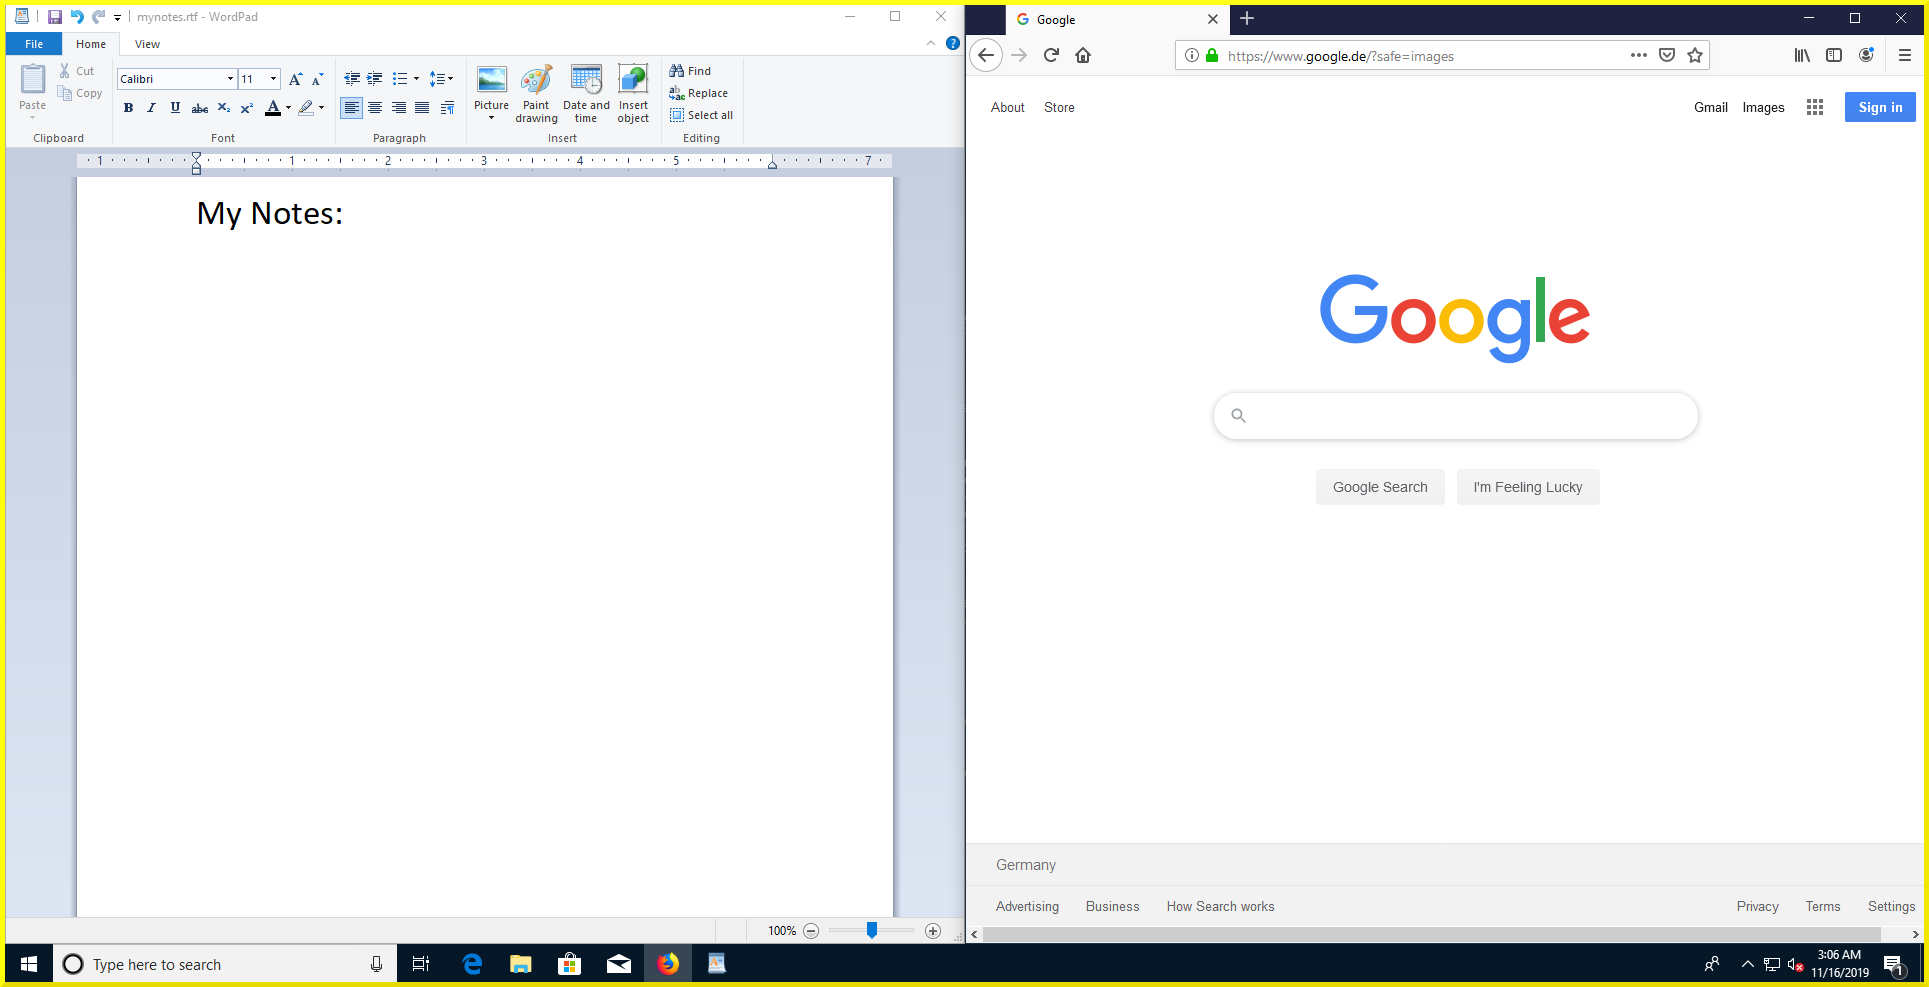 mynotes.rtf - WordPad
File Home View
Paste
Cut
Copy
Clipboard
Calibri 11
B I U abc X₂ X²
A
Font
Paragraph
Picture
Paint drawing
Date and time
Insert object
Insert
Find
Replace
Select all
Editing
1 1 2 3 4 5 7
My Notes:
100%
Google
https://www.google.de/?safe=images
About Store
Gmail Images Sign in
Google
Google Search I'm Feeling Lucky
Germany
Advertising Business How Search works
Privacy Terms Settings
Type here to search
3:06 AM
11/16/2019
1